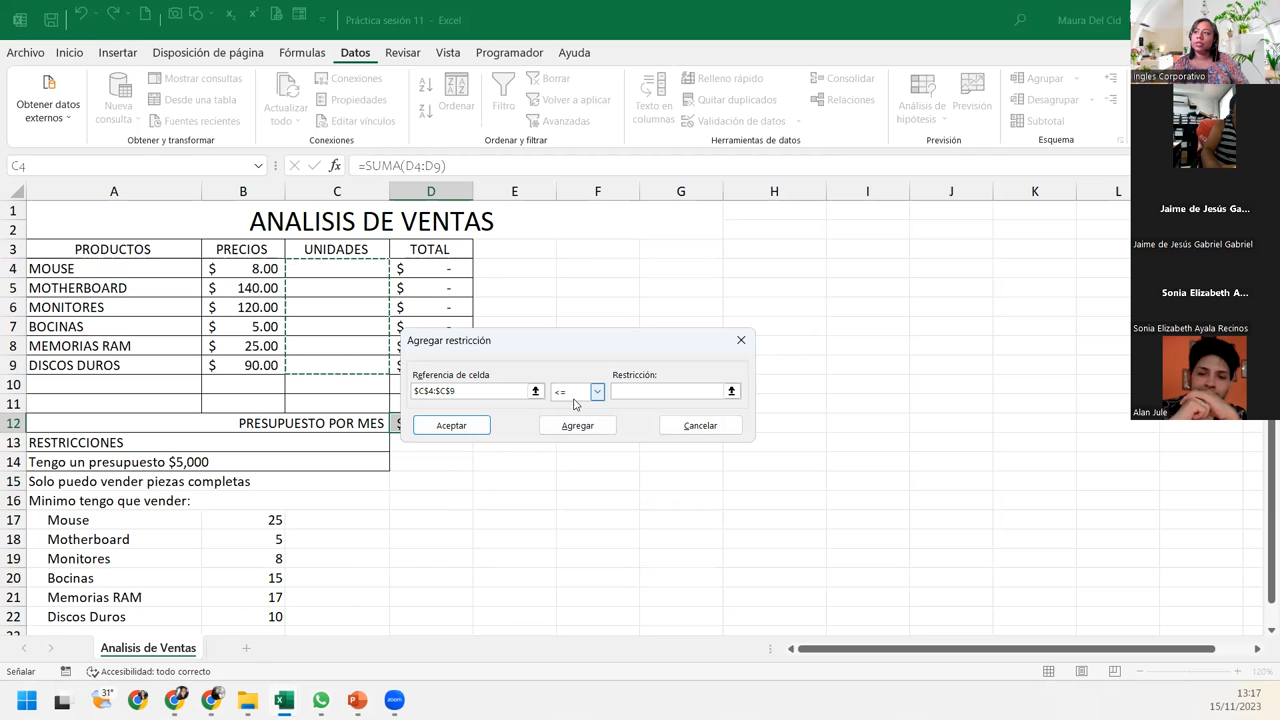 Práctica sesión 11 - Excel
Maura Del Cid
Archivo Inicio Insertar Disposición de página Fórmulas Datos Revisar Vista Programador Ayuda
Obtener datos externos
Nueva consulta
Mostrar consultas
Desde una tabla
Fuentes recientes
Obtener y transformar
Actualizar todo
Conexiones
Propiedades
Editar vínculos
Conexiones
Ordenar
Filtro
Borrar
Volver a aplicar
Avanzadas
Ordenar y filtrar
Texto en columnas
Relleno rápido
Quitar duplicados
Validación de datos
Consolidar
Relaciones
Herramientas de datos
Análisis de hipótesis
Previsión
Previsión
Agrupar
Desagrupar
Subtotal
Esquema
C4 fx =SUMA(D4:D9)
A B C D E F G H I J K L
1 ANALISIS DE VENTAS
2
3 PRODUCTOS PRECIOS UNIDADES TOTAL
4 MOUSE $ 8.00 $ -
5 MOTHERBOARD $ 140.00 $ -
6 MONITORES $ 120.00 $ -
7 BOCINAS $ 5.00 $ -
8 MEMORIAS RAM $ 25.00
9 DISCOS DUROS $ 90.00
10
11
12 PRESUPUESTO POR MES
13 RESTRICCIONES
14 Tengo un presupuesto $5,000
15 Solo puedo vender piezas completas
16 Minimo tengo que vender:
17 Mouse 25
18 Motherboard 5
19 Monitores 8
20 Bocinas 15
21 Memorias RAM 17
22 Discos Duros 10
Agregar restricción
Referencia de celda Restricción:
$C$4:$C$9 <=
Aceptar Agregar Cancelar
Ingles Corporativo
Jaime de Jesús Ga...
Jaime de Jesús Gabriel Gabriel
Sonia Elizabeth A...
Sonia Elizabeth Ayala Recinos
Alan Jule
Analisis de Ventas
Señalar Accesibilidad: todo correcto 120%
31°
zoom
13:17
15/11/2023